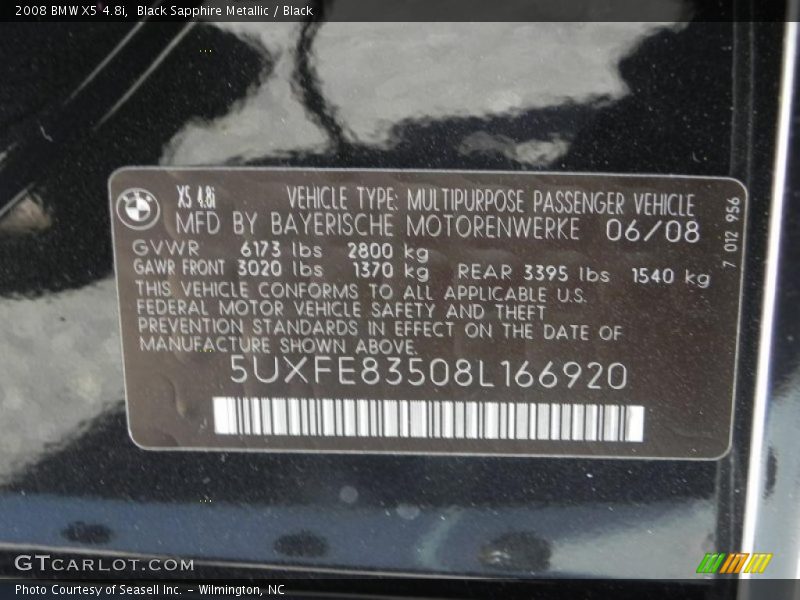 2008 BMW X5 4.8i, Black Sapphire Metallic / Black
X5 4.8i VEHICLE TYPE: MULTIPURPOSE PASSENGER VEHICLE
MFD BY BAYERISCHE MOTORENWERKE 06/08
GVWR 6173 lbs 2800 kg
GAWR FRONT 3020 lbs 1370 kg REAR 3395 lbs 1540 kg
THIS VEHICLE CONFORMS TO ALL APPLICABLE U.S.
FEDERAL MOTOR VEHICLE SAFETY AND THEFT
PREVENTION STANDARDS IN EFFECT ON THE DATE OF
MANUFACTURE SHOWN ABOVE.
5UXFE83508L166920
7 012 956
GTCARLOT.COM
Photo Courtesy of Seasell Inc. - Wilmington, NC